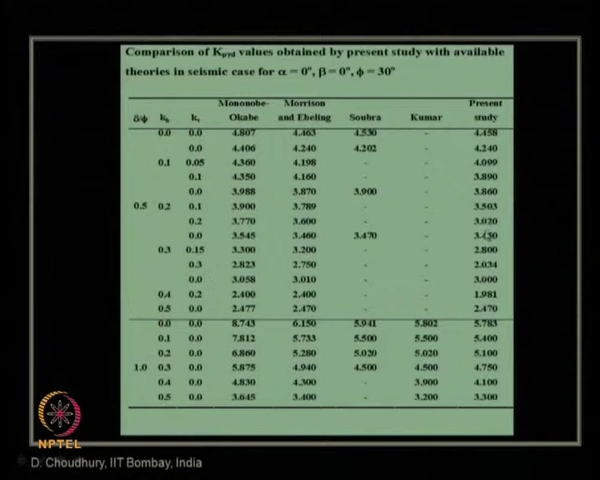 Comparison of Kpγd values obtained by present study with available
theories in seismic case for α = 0°, β = 0°, ϕ = 30°
Mononobe- Morrison Present
δ/ϕ kh kv Okabe and Ebeling Soubra Kumar study
0.0 0.0 4.807 4.463 4.530 - 4.458
0.0 4.406 4.240 4.202 - 4.240
0.1 0.05 4.360 4.198 - - 4.099
0.1 4.350 4.160 - - 3.890
0.0 3.988 3.870 3.900 - 3.860
0.5 0.2 0.1 3.900 3.789 - - 3.503
0.2 3.770 3.600 - - 3.020
0.0 3.545 3.460 3.470 - 3.450
0.3 0.15 3.300 3.200 - - 2.800
0.3 2.823 2.750 - - 2.034
0.0 3.058 3.010 - - 3.000
0.4 0.2 2.400 2.400 - - 1.981
0.5 0.0 2.477 2.470 - - 2.470
0.0 0.0 8.743 6.150 5.941 5.802 5.783
0.1 0.0 7.812 5.733 5.500 5.500 5.400
0.2 0.0 6.860 5.280 5.020 5.020 5.100
1.0 0.3 0.0 5.875 4.940 4.500 4.500 4.750
0.4 0.0 4.830 4.300 - 3.900 4.100
0.5 0.0 3.645 3.400 - 3.200 3.300
NPTEL
D. Choudhury, IIT Bombay, India